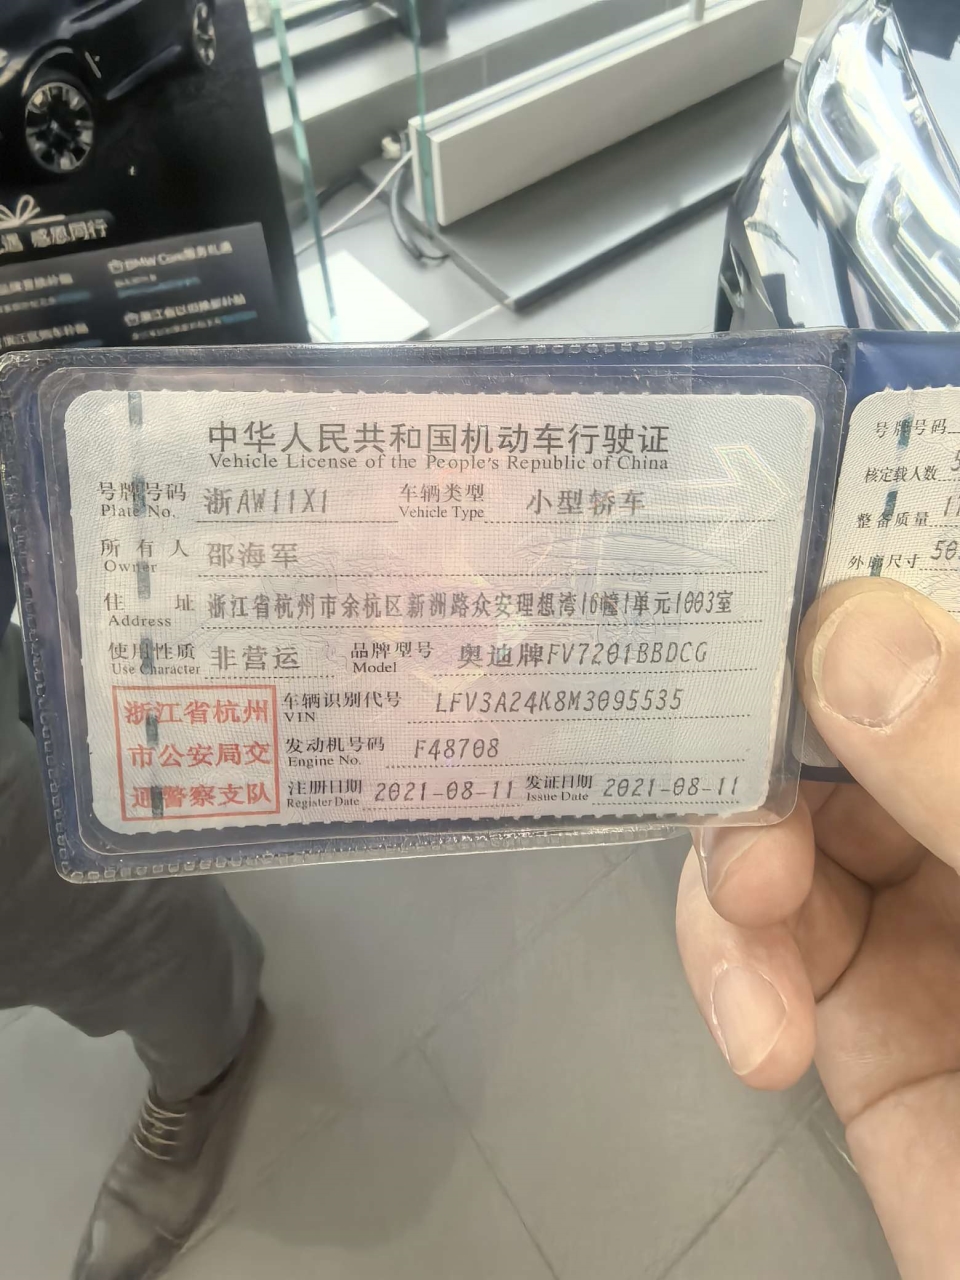 感恩同行
BMW Care服务礼遇
中华人民共和国机动车行驶证
Vehicle License of the People's Republic of China
号牌号码 浙AW11X1 车辆类型 小型轿车
Plate No. Vehicle Type
所有人 邵海军
Owner
住址 浙江省杭州市余杭区新洲路众安理想湾16幢1单元1003室
Address
使用性质 非营运 品牌型号 奥迪牌FV7201BBDCG
Use Character Model
浙江省杭州
市公安局交
通警察支队
车辆识别代号 LFV3A24K8M3095535
VIN
发动机号码 F48708
Engine No.
注册日期 2021-08-11 发证日期 2021-08-11
Register Date Issue Date
号牌号码
核定载人数
整备质量
外廓尺寸